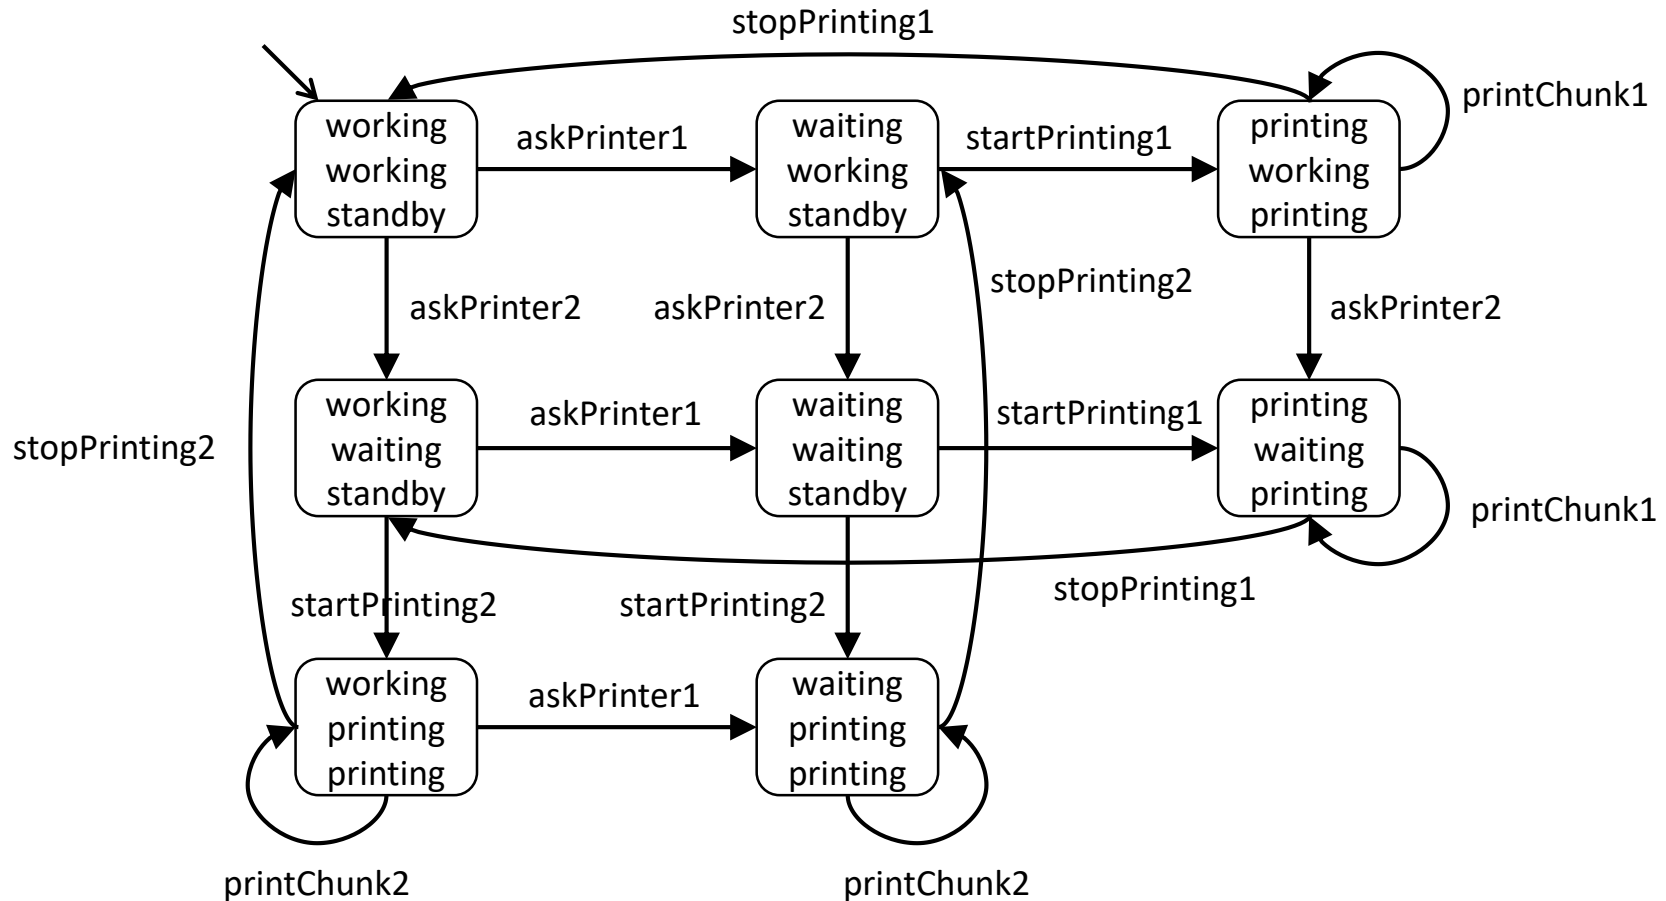 stopPrinting1
printChunk1
working
working
standby
askPrinter1
waiting
working
standby
startPrinting1
printing
working
printing
stopPrinting2
askPrinter2
askPrinter2
askPrinter2
stopPrinting2
working
waiting
standby
askPrinter1
waiting
waiting
standby
startPrinting1
printing
waiting
printing
printChunk1
stopPrinting1
startPrinting2
startPrinting2
working
printing
printing
askPrinter1
waiting
printing
printing
printChunk2
printChunk2